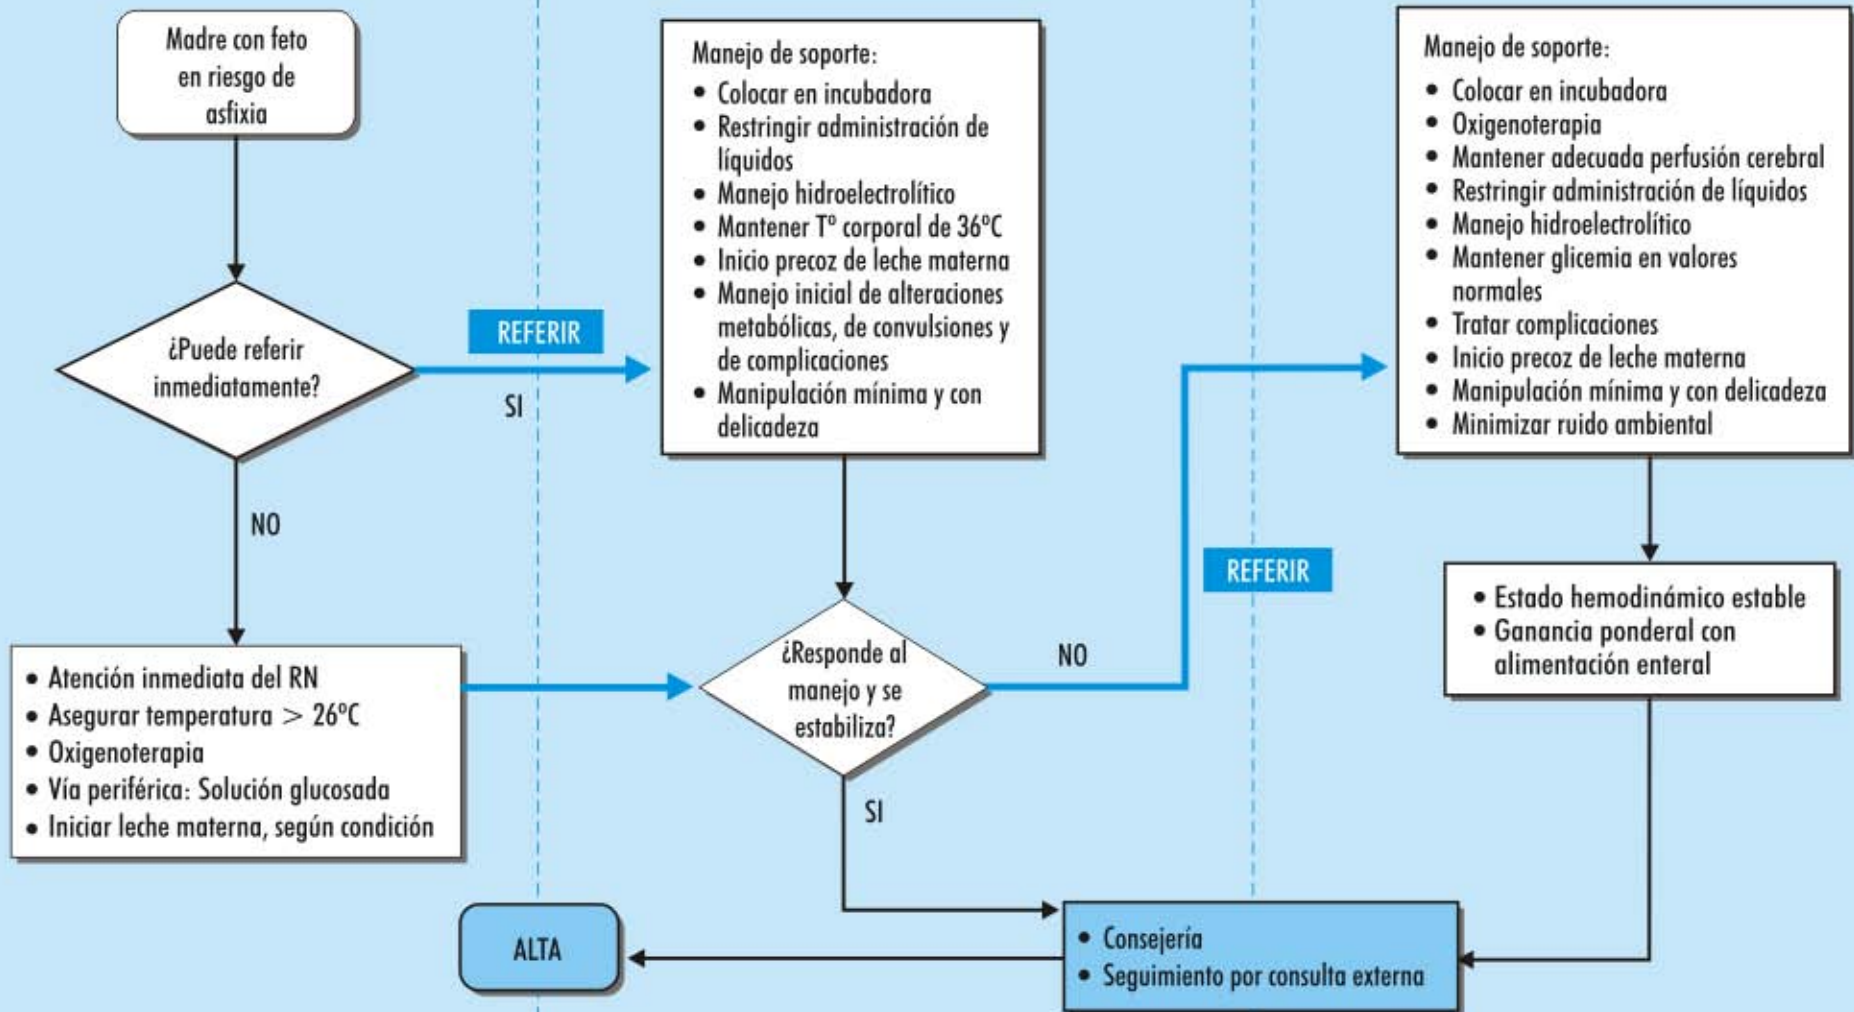 Madre con feto
en riesgo de
asfixia
¿Puede referir
inmediatamente?
REFERIR
SI
NO
• Atención inmediata del RN
• Asegurar temperatura > 26ºC
• Oxigenoterapia
• Vía periférica: Solución glucosada
• Iniciar leche materna, según condición
Manejo de soporte:
• Colocar en incubadora
• Restringir administración de
líquidos
• Manejo hidroelectrolítico
• Mantener Tº corporal de 36ºC
• Inicio precoz de leche materna
• Manejo inicial de alteraciones
metabólicas, de convulsiones y
de complicaciones
• Manipulación mínima y con
delicadeza
¿Responde al
manejo y se
estabiliza?
NO
SI
REFERIR
Manejo de soporte:
• Colocar en incubadora
• Oxigenoterapia
• Mantener adecuada perfusión cerebral
• Restringir administración de líquidos
• Manejo hidroelectrolítico
• Mantener glicemia en valores
normales
• Tratar complicaciones
• Inicio precoz de leche materna
• Manipulación mínima y con delicadeza
• Minimizar ruido ambiental
• Estado hemodinámico estable
• Ganancia ponderal con
alimentación enteral
• Consejería
• Seguimiento por consulta externa
ALTA